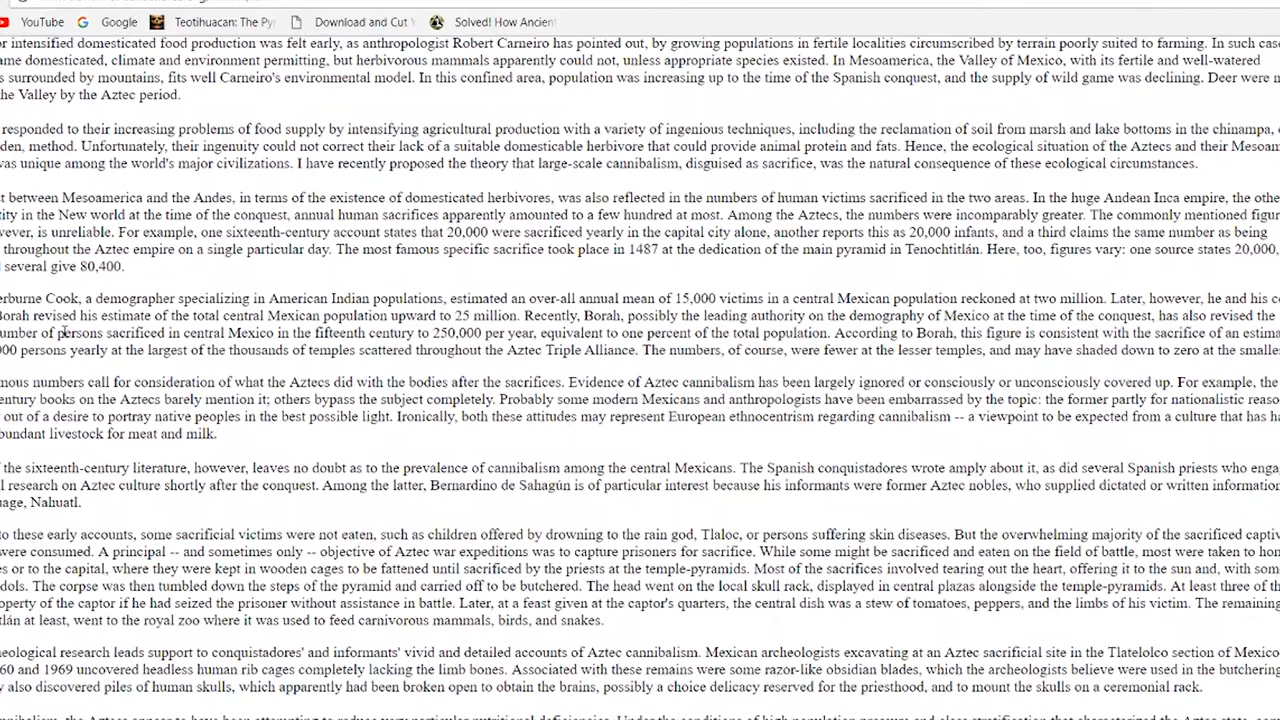 YouTube Google Teotihuacan: The Py Download and Cut Solved! How Ancien
or intensified domesticated food production was felt early, as anthropologist Robert Carneiro has pointed out, by growing populations in fertile localities circumscribed by terrain poorly suited to farming. In such case
ame domesticated, climate and environment permitting, but herbivorous mammals apparently could not, unless appropriate species existed. In Mesoamerica, the Valley of Mexico, with its fertile and well-watered
s surrounded by mountains, fits well Carneiro's environmental model. In this confined area, population was increasing up to the time of the Spanish conquest, and the supply of wild game was declining. Deer were n
the Valley by the Aztec period.
responded to their increasing problems of food supply by intensifying agricultural production with a variety of ingenious techniques, including the reclamation of soil from marsh and lake bottoms in the chinampa,
den, method. Unfortunately, their ingenuity could not correct their lack of a suitable domesticable herbivore that could provide animal protein and fats. Hence, the ecological situation of the Aztecs and their Mesoam
was unique among the world's major civilizations. I have recently proposed the theory that large-scale cannibalism, disguised as sacrifice, was the natural consequence of these ecological circumstances.
t between Mesoamerica and the Andes, in terms of the existence of domesticated herbivores, was also reflected in the numbers of human victims sacrificed in the two areas. In the huge Andean Inca empire, the othe
ity in the New world at the time of the conquest, annual human sacrifices apparently amounted to a few hundred at most. Among the Aztecs, the numbers were incomparably greater. The commonly mentioned figur
vever, is unreliable. For example, one sixteenth-century account states that 20,000 were sacrificed yearly in the capital city alone, another reports this as 20,000 infants, and a third claims the same number as being
throughout the Aztec empire on a single particular day. The most famous specific sacrifice took place in 1487 at the dedication of the main pyramid in Tenochtitlán. Here, too, figures vary: one source states 20,000,
several give 80,400.
erburne Cook, a demographer specializing in American Indian populations, estimated an over-all annual mean of 15,000 victims in a central Mexican population reckoned at two million. Later, however, he and his c
Borah revised his estimate of the total central Mexican population upward to 25 million. Recently, Borah, possibly the leading authority on the demography of Mexico at the time of the conquest, has also revised the
umber of persons sacrificed in central Mexico in the fifteenth century to 250,000 per year, equivalent to one percent of the total population. According to Borah, this figure is consistent with the sacrifice of an estima
000 persons yearly at the largest of the thousands of temples scattered throughout the Aztec Triple Alliance. The numbers, of course, were fewer at the lesser temples, and may have shaded down to zero at the smalle
mous numbers call for consideration of what the Aztecs did with the bodies after the sacrifices. Evidence of Aztec cannibalism has been largely ignored or consciously or unconsciously covered up. For example, the
entury books on the Aztecs barely mention it; others bypass the subject completely. Probably some modern Mexicans and anthropologists have been embarrassed by the topic: the former partly for nationalistic reaso
out of a desire to portray native peoples in the best possible light. Ironically, both these attitudes may represent European ethnocentrism regarding cannibalism -- a viewpoint to be expected from a culture that has ha
bundant livestock for meat and milk.
f the sixteenth-century literature, however, leaves no doubt as to the prevalence of cannibalism among the central Mexicans. The Spanish conquistadores wrote amply about it, as did several Spanish priests who enga
l research on Aztec culture shortly after the conquest. Among the latter, Bernardino de Sahagún is of particular interest because his informants were former Aztec nobles, who supplied dictated or written information
uage, Nahuatl.
to these early accounts, some sacrificial victims were not eaten, such as children offered by drowning to the rain god, Tlaloc, or persons suffering skin diseases. But the overwhelming majority of the sacrificed captiv
were consumed. A principal -- and sometimes only -- objective of Aztec war expeditions was to capture prisoners for sacrifice. While some might be sacrificed and eaten on the field of battle, most were taken to hom
es or to the capital, where they were kept in wooden cages to be fattened until sacrificed by the priests at the temple-pyramids. Most of the sacrifices involved tearing out the heart, offering it to the sun and, with some
dols. The corpse was then tumbled down the steps of the pyramid and carried off to be butchered. The head went on the local skull rack, displayed in central plazas alongside the temple-pyramids. At least three of th
operty of the captor if he had seized the prisoner without assistance in battle. Later, at a feast given at the captor's quarters, the central dish was a stew of tomatoes, peppers, and the limbs of his victim. The remaining
tlán at least, went to the royal zoo where it was used to feed carnivorous mammals, birds, and snakes.
heological research leads support to conquistadores' and informants' vivid and detailed accounts of Aztec cannibalism. Mexican archeologists excavating at an Aztec sacrificial site in the Tlatelolco section of Mexico
60 and 1969 uncovered headless human rib cages completely lacking the limb bones. Associated with these remains were some razor-like obsidian blades, which the archeologists believe were used in the butchering
y also discovered piles of human skulls, which apparently had been broken open to obtain the brains, possibly a choice delicacy reserved for the priesthood, and to mount the skulls on a ceremonial rack.